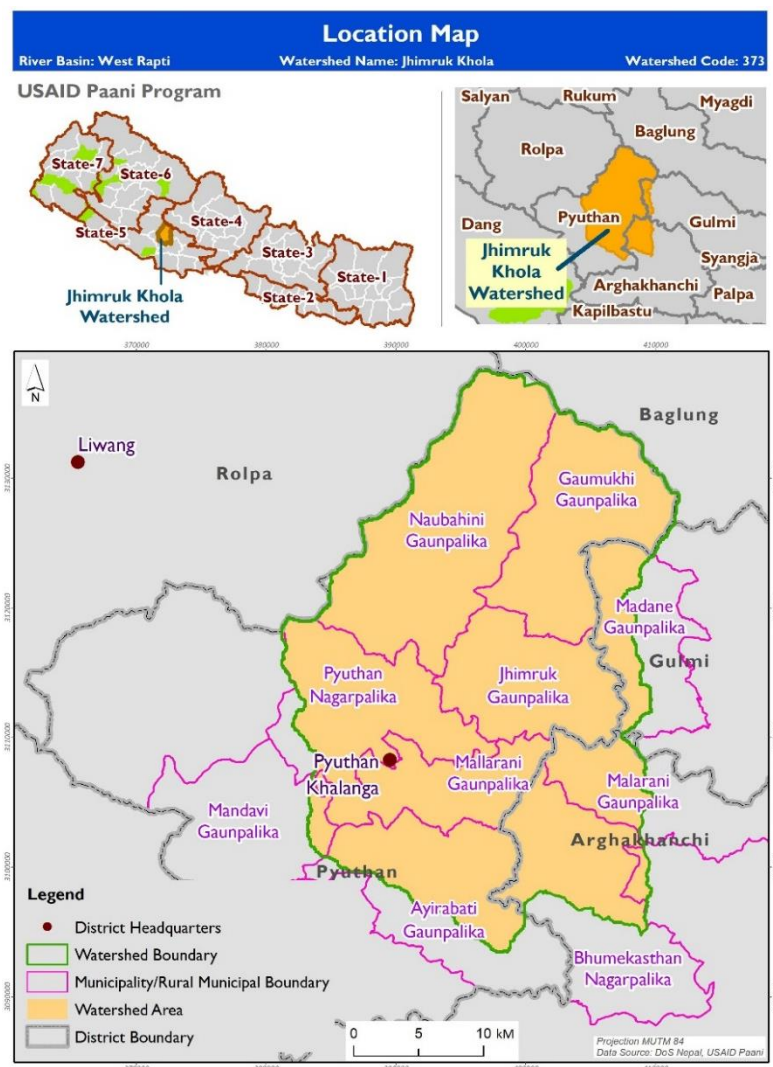 Location Map
River Basin: West Rapti Watershed Name: Jhimruk Khola Watershed Code: 373
USAID Paani Program
State-7
State-6
State-5
State-4
State-3
State-2
State-1
Jhimruk Khola
Watershed
Salyan
Rukum
Myagdi
Baglung
Rolpa
Pyuthan
Dang
Gulmi
Jhimruk
Khola
Watershed
Syangja
Arghakhanchi
Palpa
Kapilbastu
370000 380000 390000 400000 410000
N
Liwang
Rolpa
Baglung
Gaumukhi
Gaunpalika
Naubahini
Gaunpalika
3130000
3120000
Madane
Gaunpalika
Gulmi
Pyuthan
Nagarpalika
Jhimruk
Gaunpalika
Pyuthan
Khalanga
Mallarani
Gaunpalika
Malarani
Gaunpalika
Mandavi
Gaunpalika
Arghakhanchi
3100000
Pyuthan
Ayirabati
Gaunpalika
Bhumekasthan
Nagarpalika
3090000
Legend
District Headquarters
Watershed Boundary
Municipality/Rural Municipal Boundary
Watershed Area
District Boundary
0 5 10 kM
Projection MUTM 84
Data Source: DoS Nepal, USAID Paani